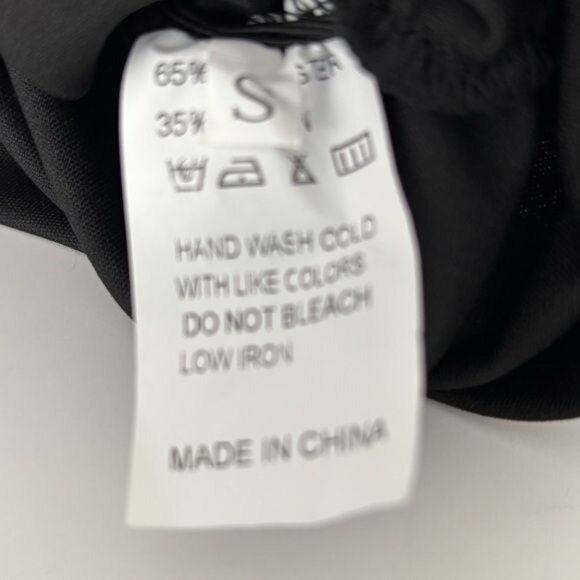 65%
35%
S
HAND WASH COLD
WITH LIKE COLORS
DO NOT BLEACH
LOW IRON
MADE IN CHINA